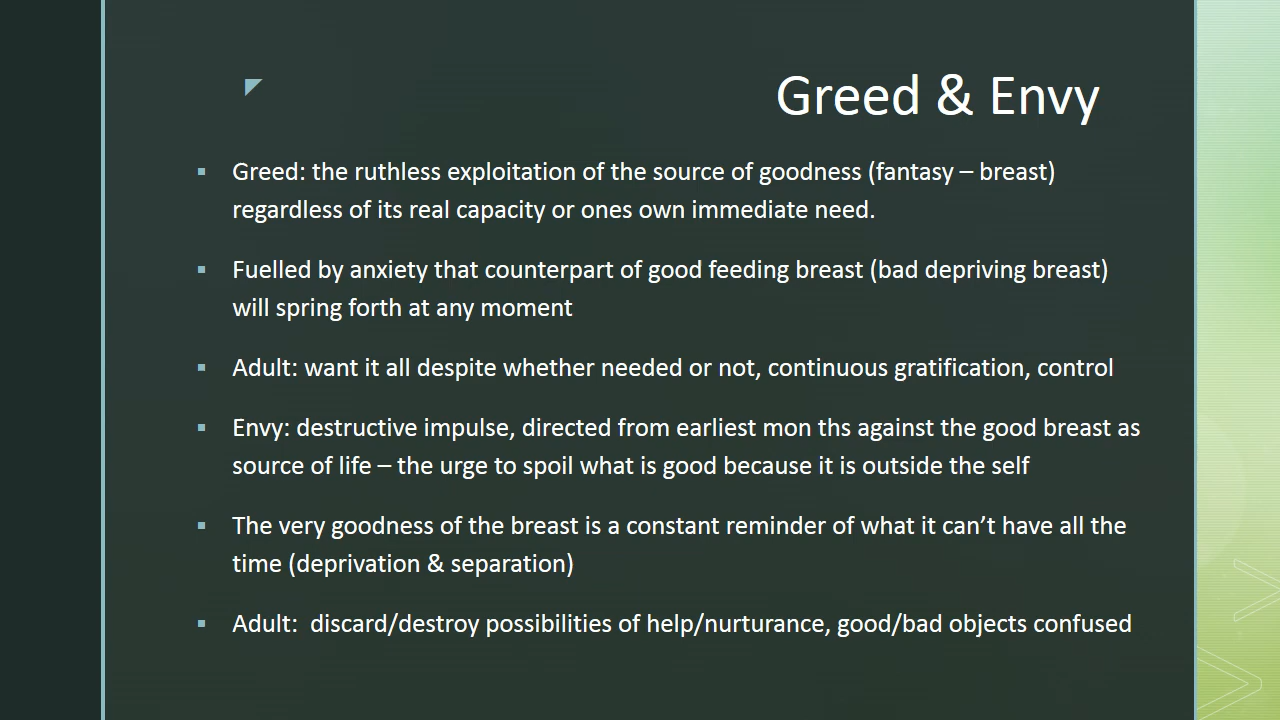 Greed & Envy
Greed: the ruthless exploitation of the source of goodness (fantasy – breast)
regardless of its real capacity or ones own immediate need.
Fuelled by anxiety that counterpart of good feeding breast (bad depriving breast)
will spring forth at any moment
Adult: want it all despite whether needed or not, continuous gratification, control
Envy: destructive impulse, directed from earliest mon ths against the good breast as
source of life – the urge to spoil what is good because it is outside the self
The very goodness of the breast is a constant reminder of what it can’t have all the
time (deprivation & separation)
Adult:  discard/destroy possibilities of help/nurturance, good/bad objects confused